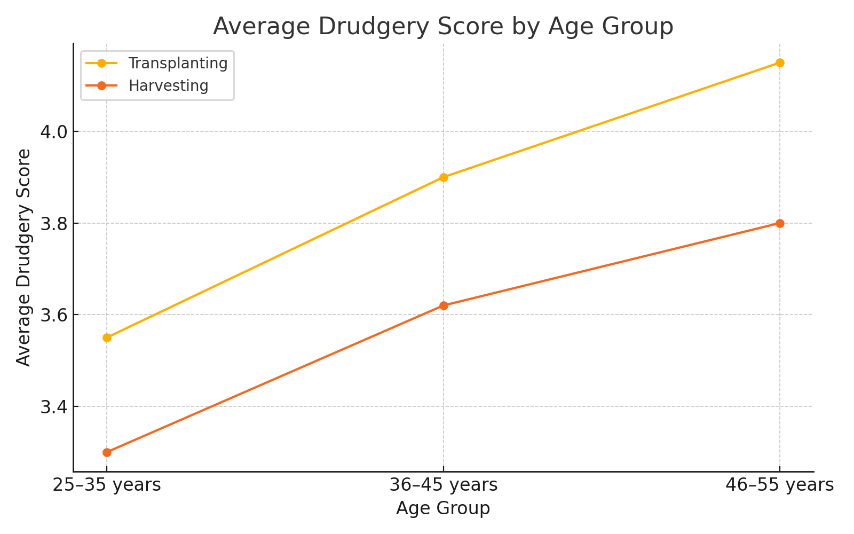 Average Drudgery Score by Age Group
Transplanting
Harvesting
Average Drudgery Score
4.0
3.8
3.6
3.4
25–35 years
36–45 years
46–55 years
Age Group